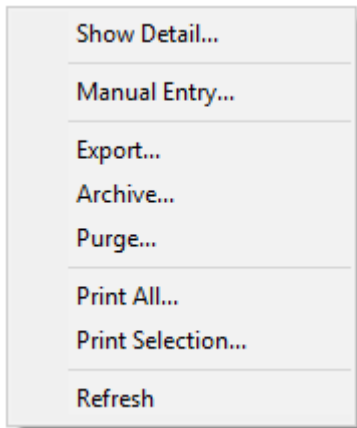 Show Detail...
Manual Entry...
Export...
Archive...
Purge...
Print All...
Print Selection...
Refresh